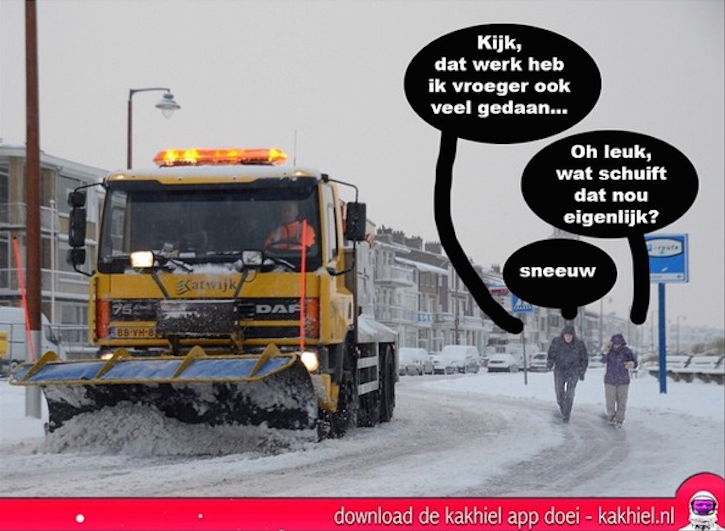 Kijk,
dat werk heb
ik vroeger ook
veel gedaan...
Oh leuk,
wat schuift
dat nou
eigenlijk?
sneeuw
Katwijk
75
DAF
download de kakhiel app doei - kakhiel.nl